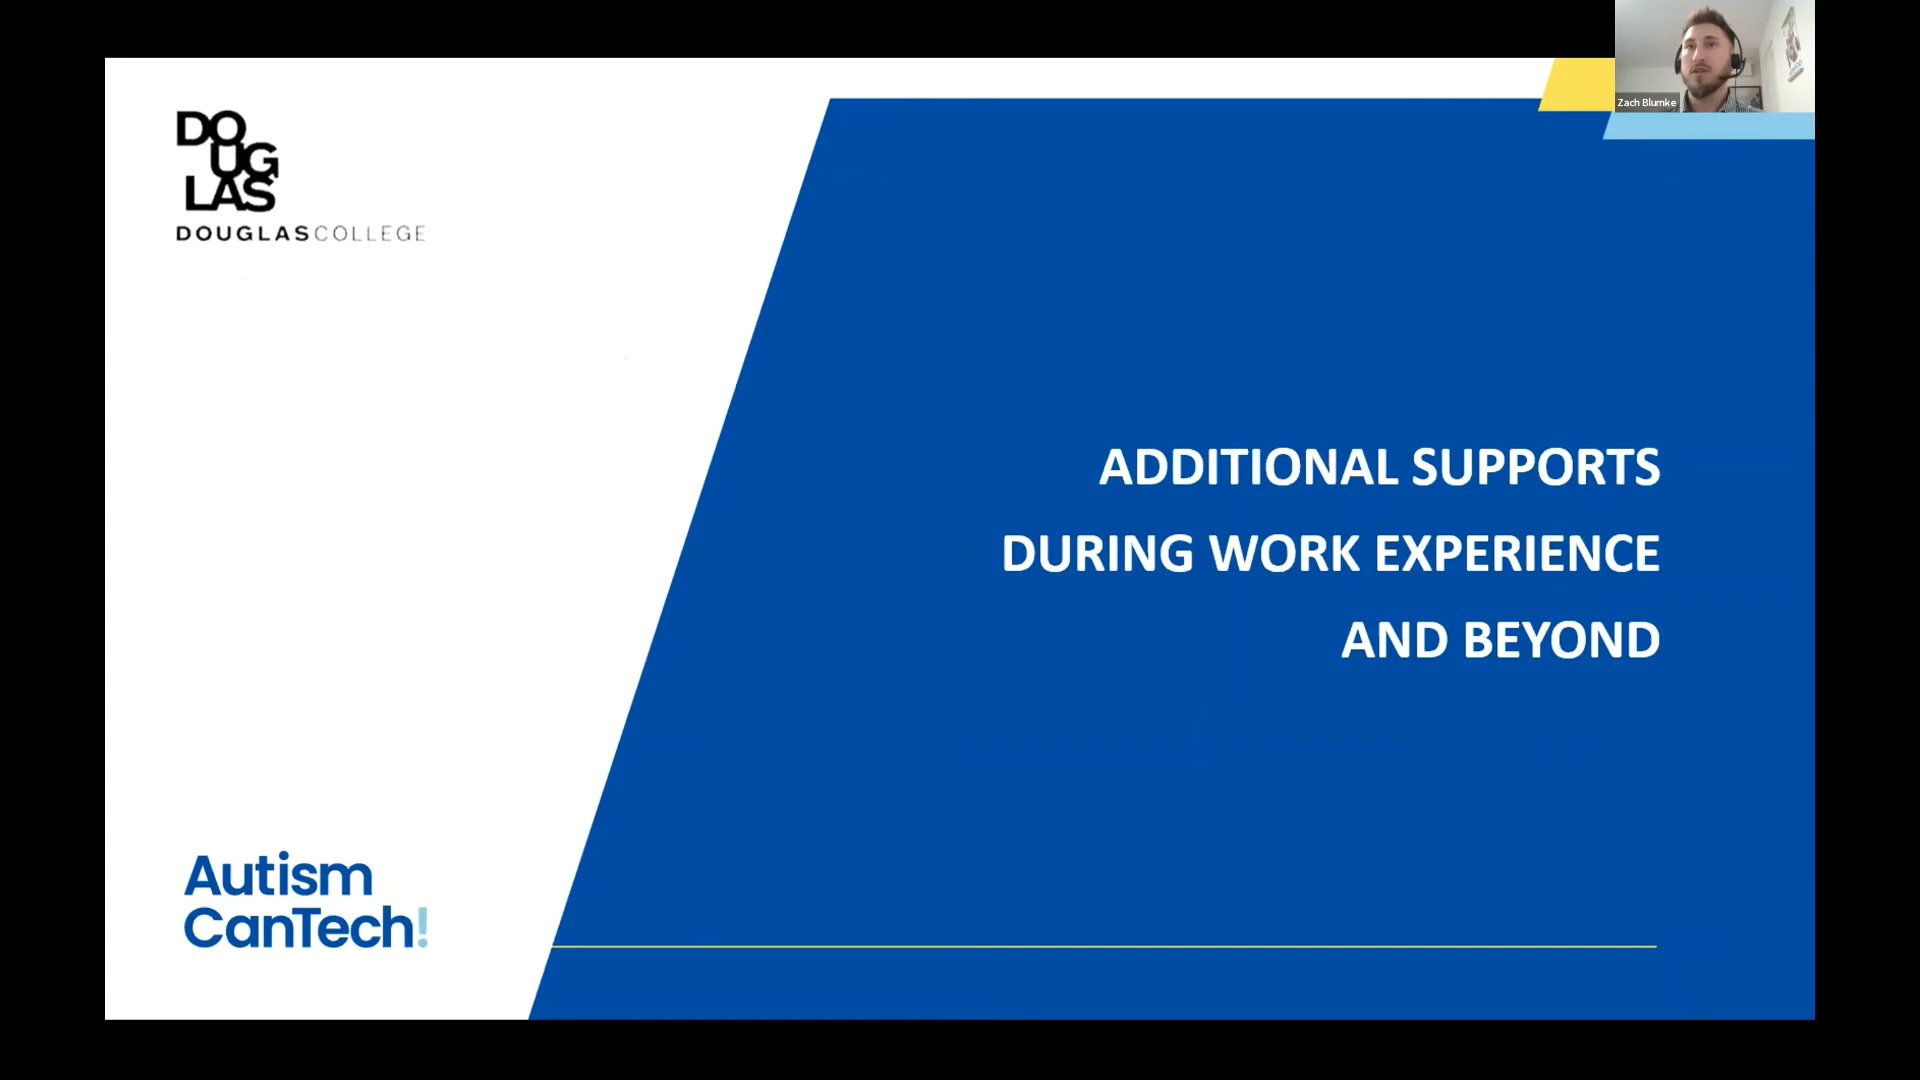 DO
UG
LAS
DOUGLASCOLLEGE
Zach Blumke
ADDITIONAL SUPPORTS
DURING WORK EXPERIENCE
AND BEYOND
Autism
CanTech!